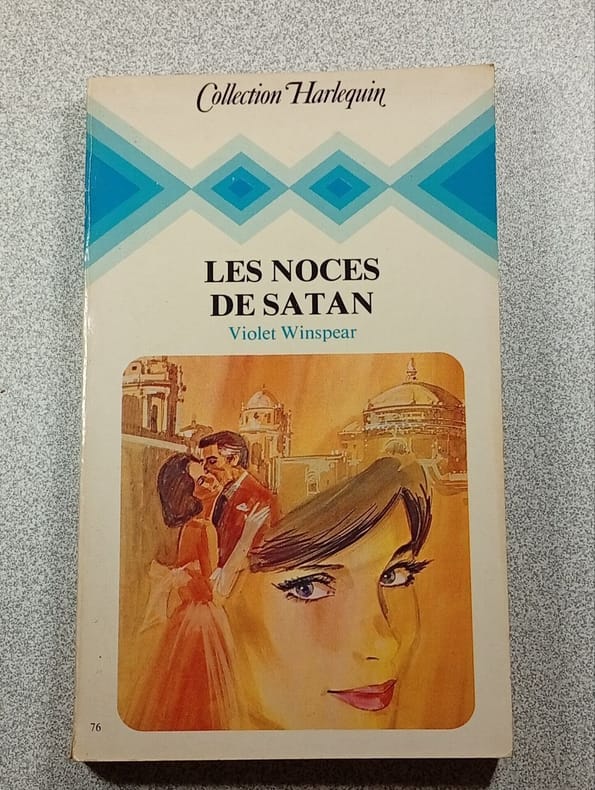 Collection Harlequin
LES NOCES
DE SATAN
Violet Winspear
76